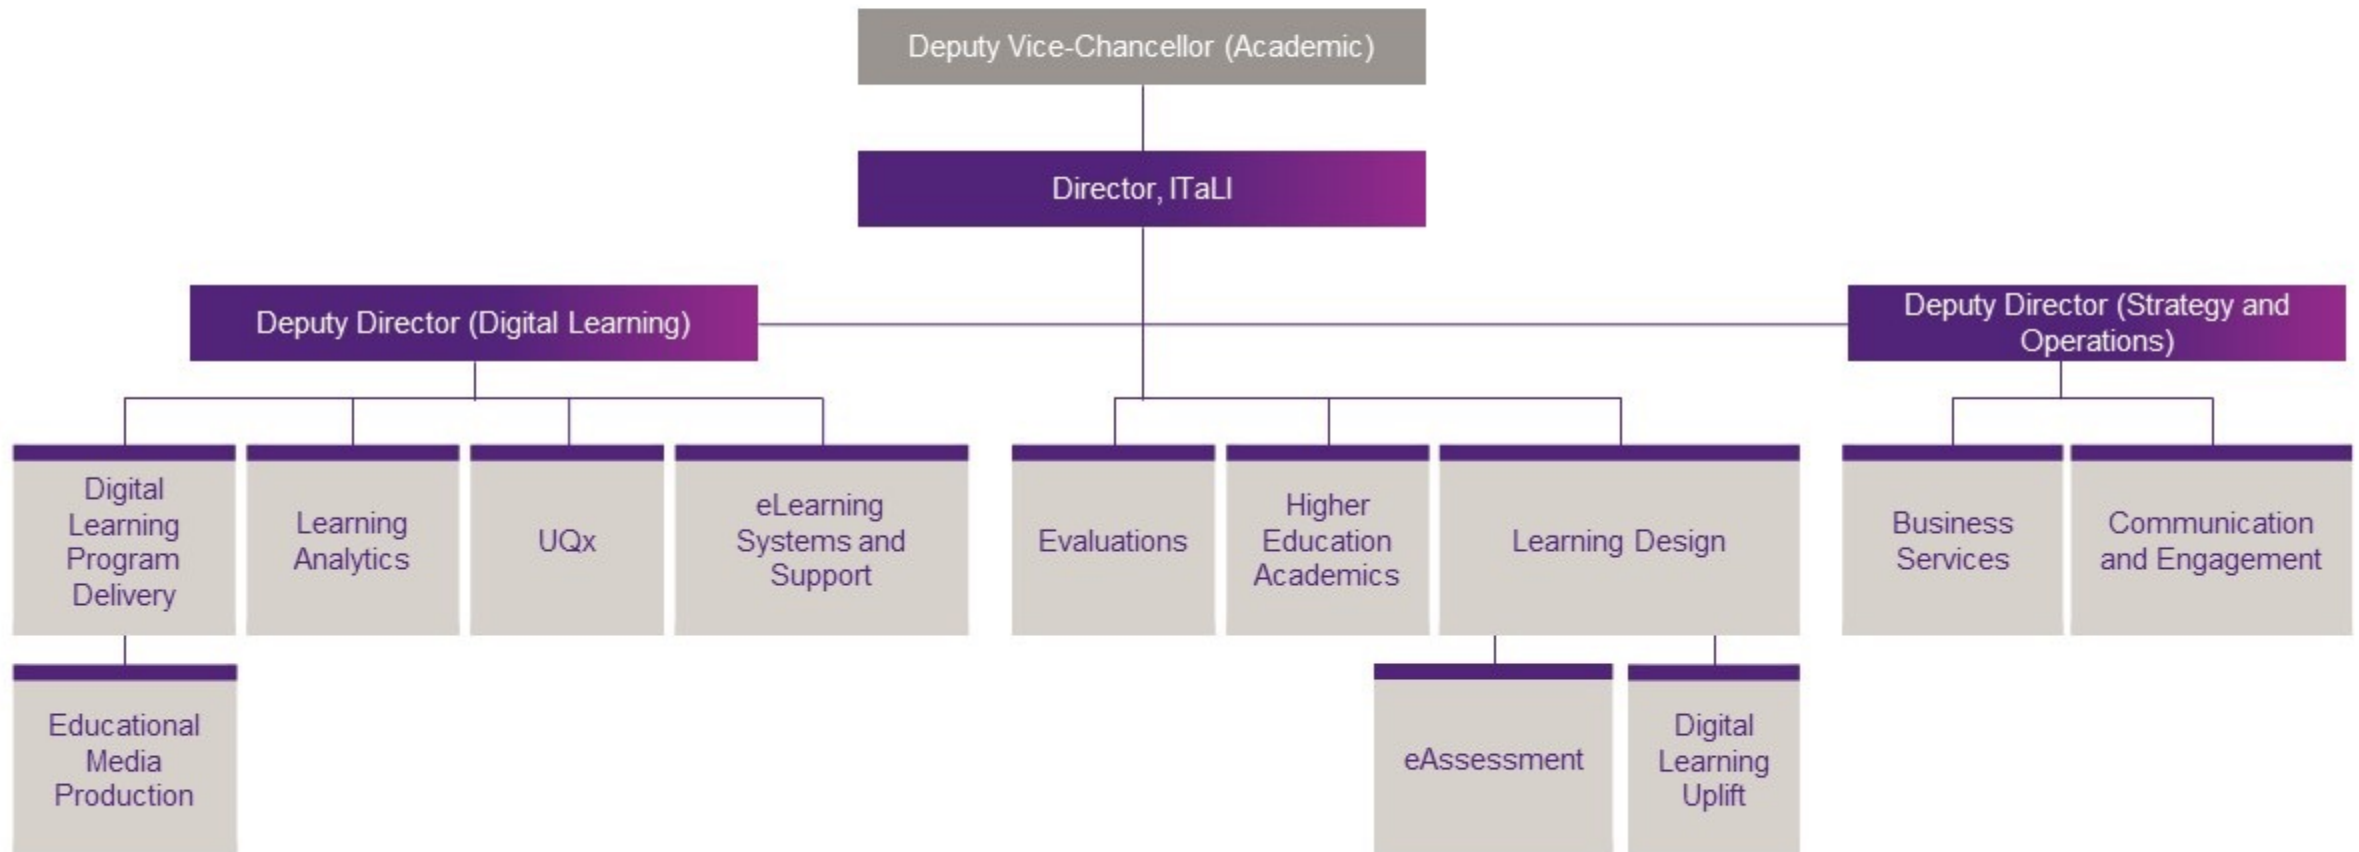 Deputy Vice-Chancellor (Academic)
Director, ITaLI
Deputy Director (Digital Learning)
Deputy Director (Strategy and
Operations)
Digital
Learning
Program
Delivery
Learning
Analytics
UQx
eLearning
Systems and
Support
Evaluations
Higher
Education
Academics
Learning Design
Business
Services
Communication
and Engagement
Educational
Media
Production
eAssessment
Digital
Learning
Uplift